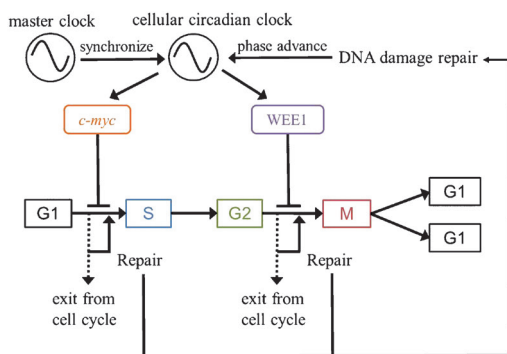 master clock
cellular circadian clock
synchronize
phase advance
DNA damage repair
c-myc
WEE1
G1
S
G2
M
G1
G1
Repair
Repair
exit from
cell cycle
exit from
cell cycle